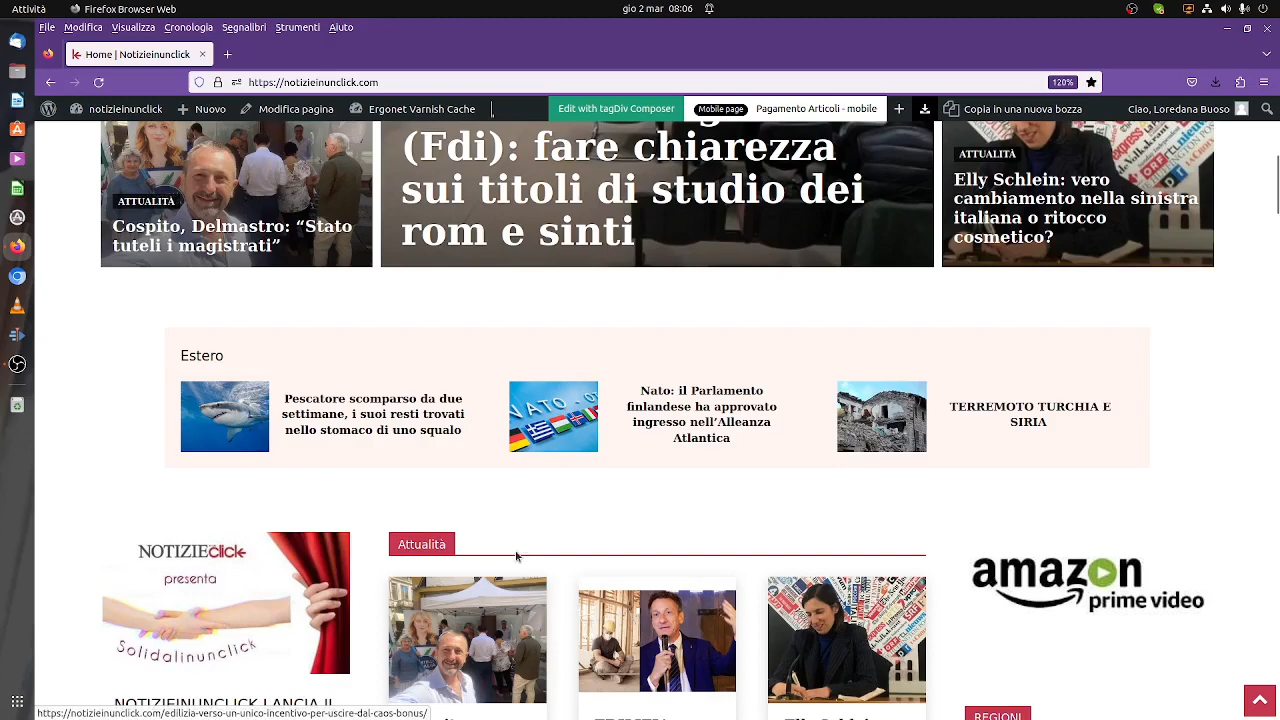 Attività
Firefox Browser Web
gio 2 mar 08:06
File Modifica Visualizza Cronologia Segnalibri Strumenti Aiuto
Home | Notizieinunclick
https://notizieinunclick.com
120%
notizieinunclick
Nuovo
Modifica pagina
Ergonet Varnish Cache
Edit with tagDiv Composer
Mobile page
Pagamento Articoli - mobile
Copia in una nuova bozza
Ciao, Loredana Buoso
ATTUALITÀ
Cospito, Delmastro: “Stato
tuteli i magistrati”
(Fdi): fare chiarezza
sui titoli di studio dei
rom e sinti
ATTUALITÀ
Elly Schlein: vero
cambiamento nella sinistra
italiana o ritocco
cosmetico?
Estero
Pescatore scomparso da due
settimane, i suoi resti trovati
nello stomaco di uno squalo
NATO - OT
Nato: il Parlamento
finlandese ha approvato
ingresso nell’Alleanza
Atlantica
TERREMOTO TURCHIA E
SIRIA
NOTIZIEclick
presenta
Solidalinunclick
NOTIZIEINUNCLICK LANCIA IL
Attualità
amazon
prime video
REGIONI
https://notizieinunclick.com/edilizia-verso-un-unico-incentivo-per-uscire-dal-caos-bonus/